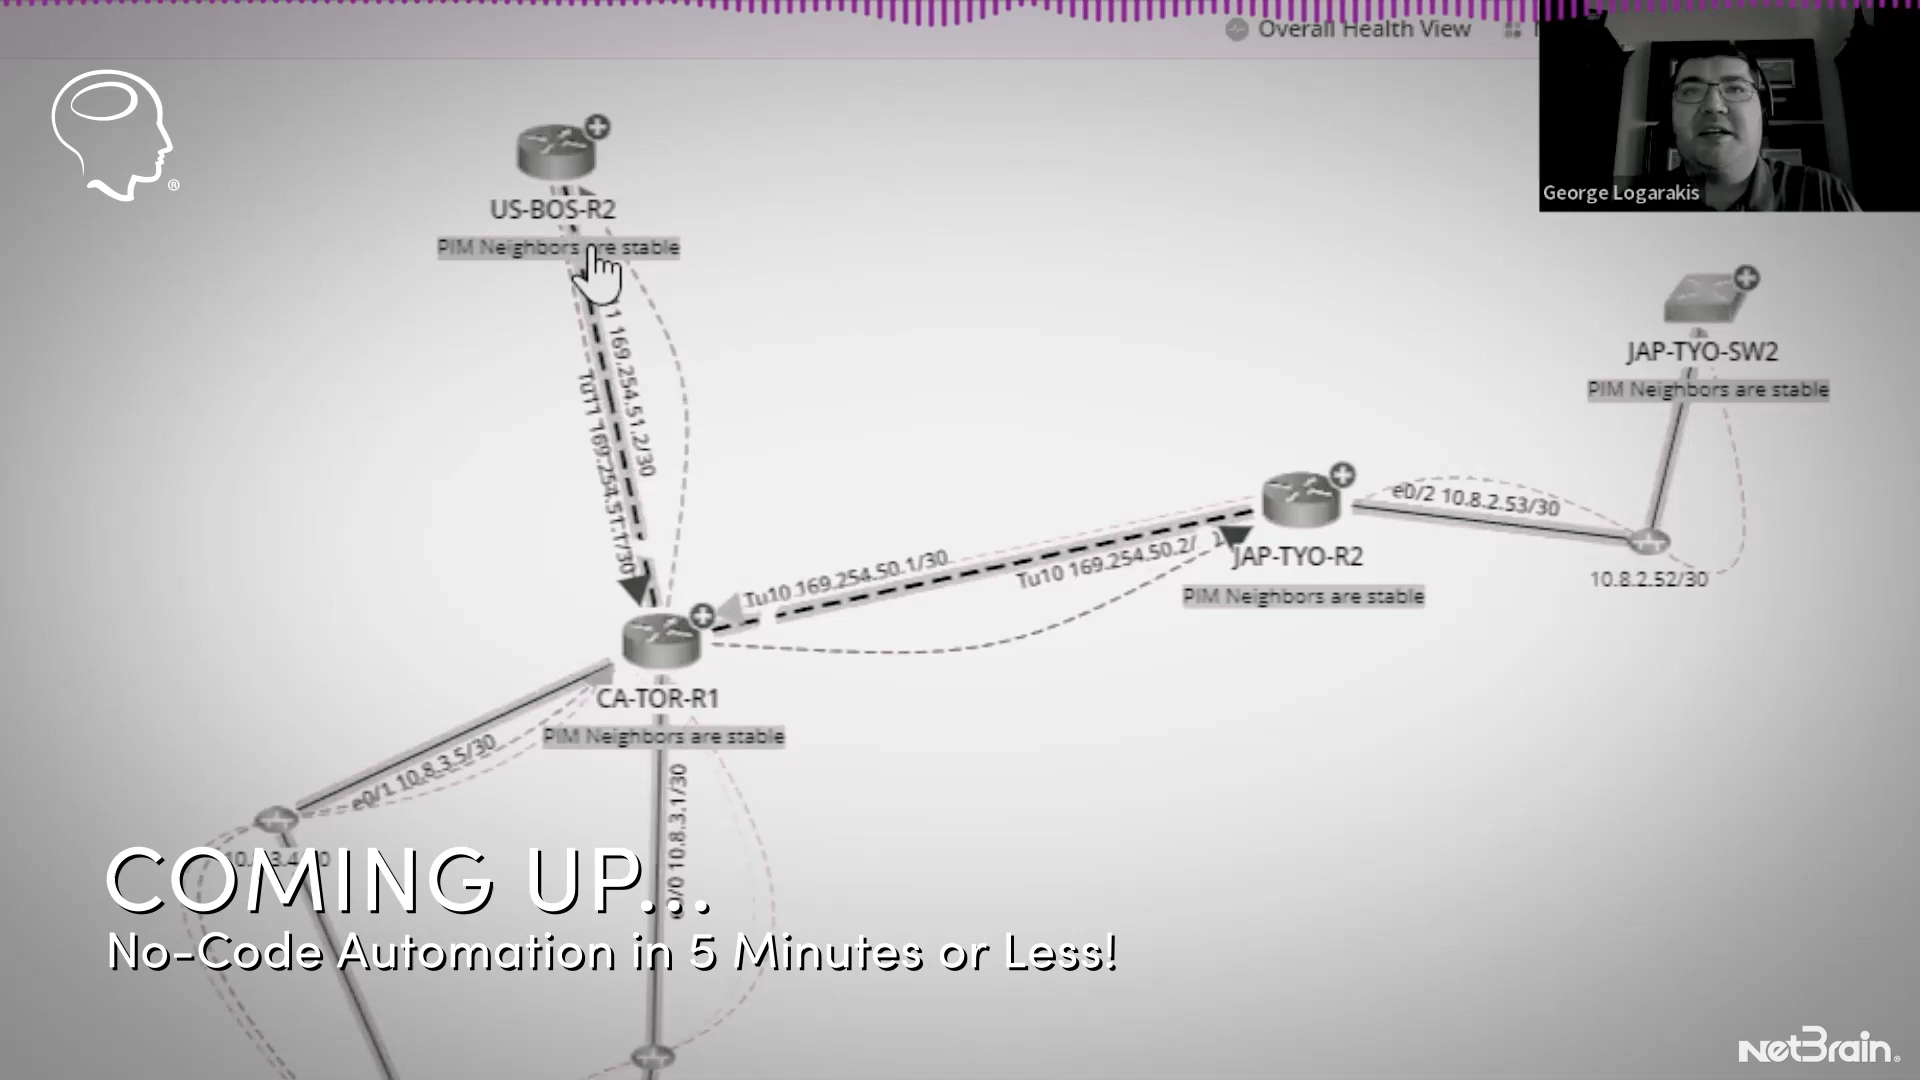 Overall Health View
George Logarakis
®
US-BOS-R2
PIM Neighbors are stable
1 169.254.51.2/30
Tu11 169.254.51.1/30
JAP-TYO-SW2
PIM Neighbors are stable
e0/2 10.8.2.53/30
JAP-TYO-R2
10.8.2.52/30
PIM Neighbors are stable
Tu10 169.254.50.1/30
Tu10 169.254.50.2/
CA-TOR-R1
PIM Neighbors are stable
e0/1 10.8.3.5/30
e0/0 10.8.3.1/30
COMING UP...
No-Code Automation in 5 Minutes or Less!
NetBrain®